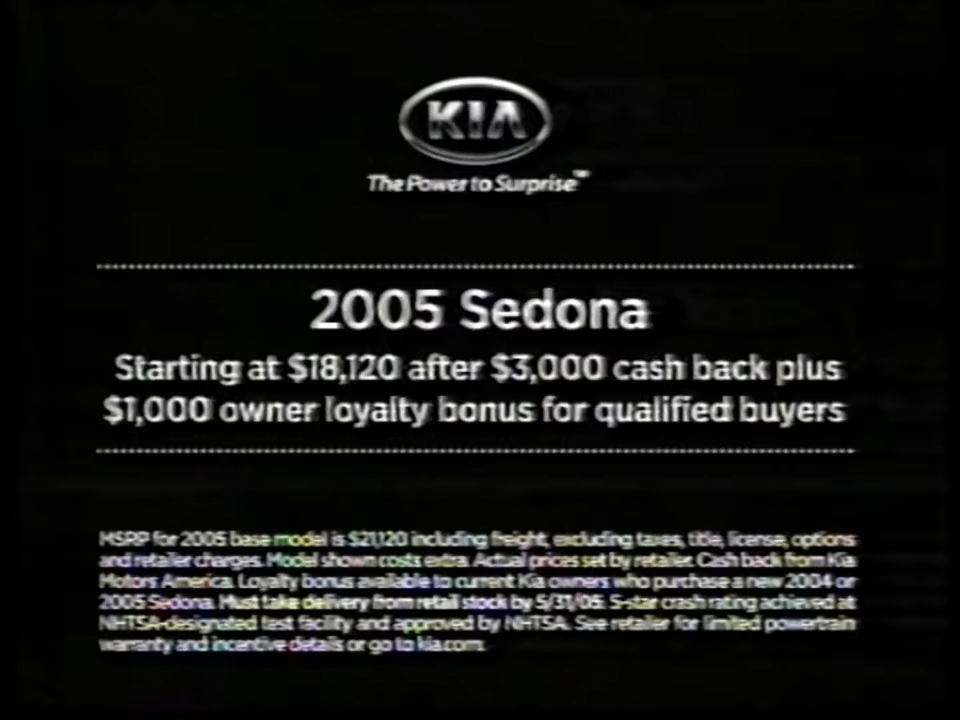 KIA
The Power to Surprise™
2005 Sedona
Starting at $18,120 after $3,000 cash back plus
$1,000 owner loyalty bonus for qualified buyers
MSRP for 2005 base model is $21,120 including freight, excluding taxes, title, license, options
and retailer charges. Model shown costs extra. Actual prices set by retailer. Cash back from Kia
Motors America. Loyalty bonus available to current Kia owners who purchase a new 2004 or
2005 Sedona. Must take delivery from retail stock by 5/31/05. 5-star crash rating achieved at
NHTSA-designated test facility and approved by NHTSA. See retailer for limited powertrain
warranty and incentive details or go to kia.com.